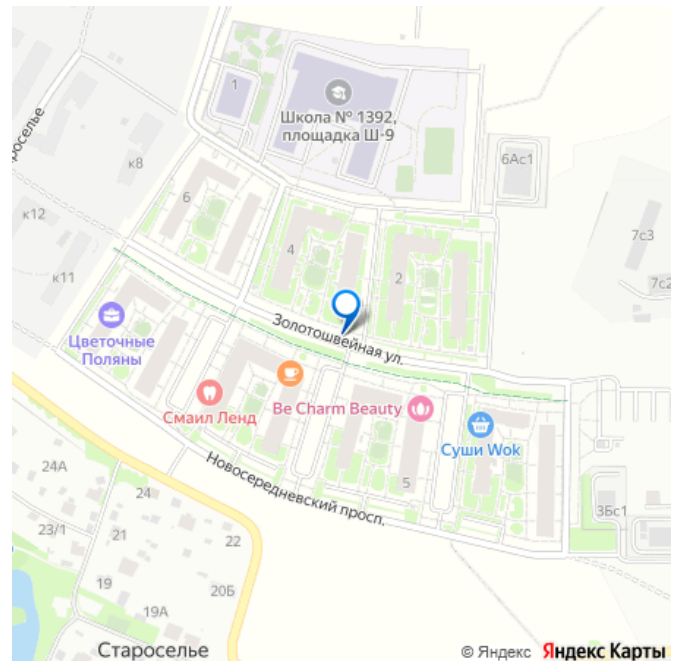 1
Школа № 1392,
площадка Ш-9
6Ас1
Староселье
к8
6
к12
4
2
7с3
7с2
к11
Цветочные
Поляны
Золотошвейная ул.
Смаил Ленд
Be Charm Beauty
Суши Wok
5
24А
24
Новосередневский просп.
3Бс1
23/1
21
22
19
20Б
19А
Староселье
© Яндекс Яндекс Карты